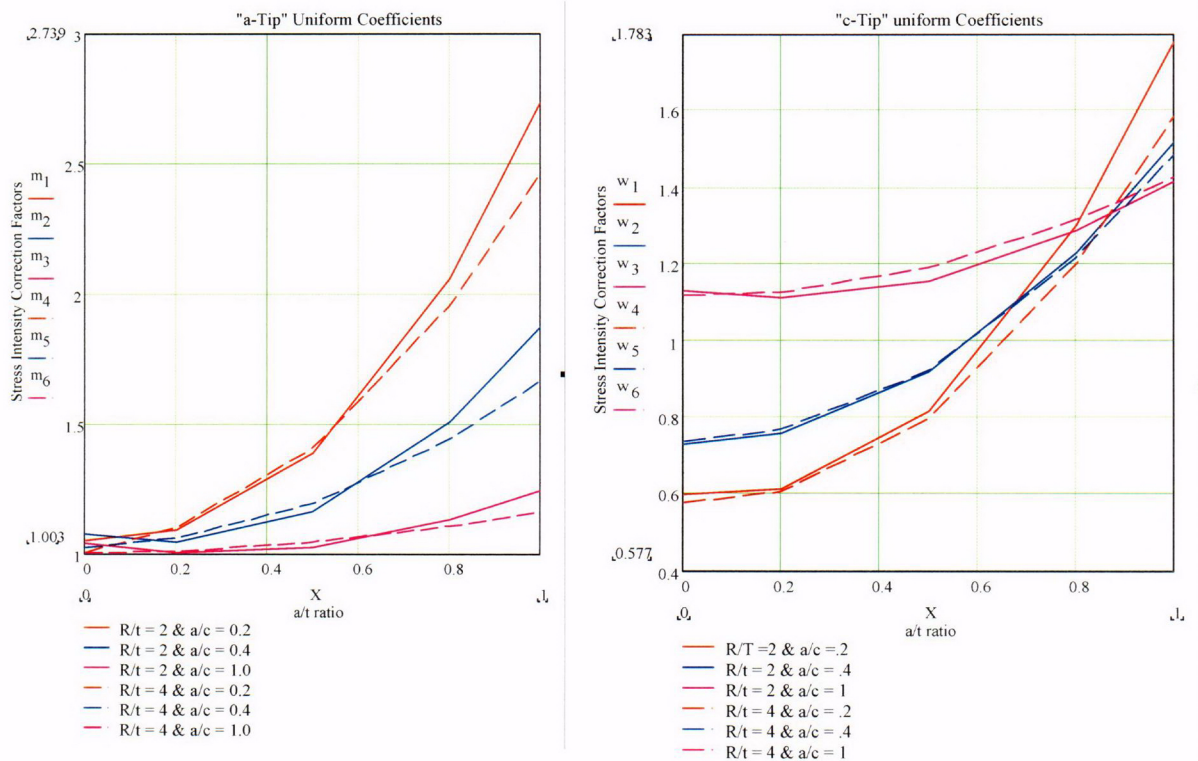 "a-Tip" Uniform Coefficients
2.739
3
2.5
2
1.5
1.003
1
Stress Intensity Correction Factors
m1
m2
m3
m4
m5
m6
0
0.2
0.4
0.6
0.8
0
X
1
a/t ratio
R/t = 2 & a/c = 0.2
R/t = 2 & a/c = 0.4
R/t = 2 & a/c = 1.0
R/t = 4 & a/c = 0.2
R/t = 4 & a/c = 0.4
R/t = 4 & a/c = 1.0
"c-Tip" uniform Coefficients
1.783
1.6
1.4
1.2
1
0.8
0.6
0.577
0.4
Stress Intensity Correction Factors
w1
w2
w3
w4
w5
w6
0
0.2
0.4
0.6
0.8
1
0
X
1
a/t ratio
R/T =2 & a/c =.2
R/t = 2 & a/c = .4
R/t = 2 & a/c = 1
R/t = 4 & a/c = .2
R/t = 4 & a/c = .4
R/t = 4 & a/c = 1